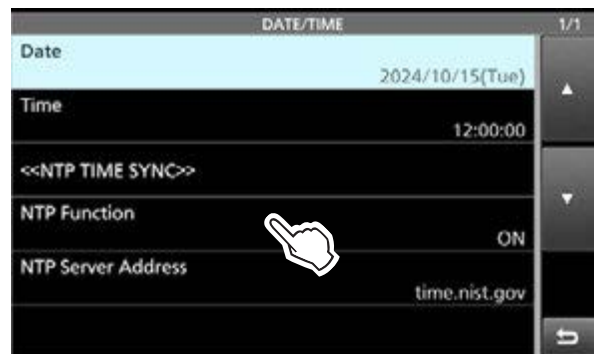 DATE/TIME 1/1
Date
2024/10/15(Tue)
Time
12:00:00
<<NTP TIME SYNC>>
NTP Function
ON
NTP Server Address
time.nist.gov